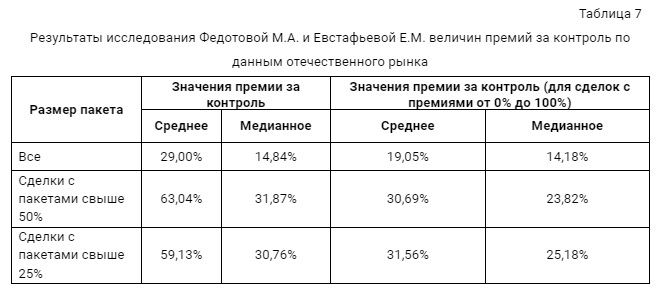 Таблица 7
Результаты исследования Федотовой М.А. и Евстафьевой Е.М. величин премий за контроль по
данным отечественного рынка
Размер пакета
Значения премии за
контроль
Значения премии за контроль (для сделок с
премиями от 0% до 100%)
Среднее Медианное Среднее Медианное
Все 29,00% 14,84% 19,05% 14,18%
Сделки с
пакетами свыше
50%
63,04% 31,87% 30,69% 23,82%
Сделки с
пакетами свыше
25%
59,13% 30,76% 31,56% 25,18%